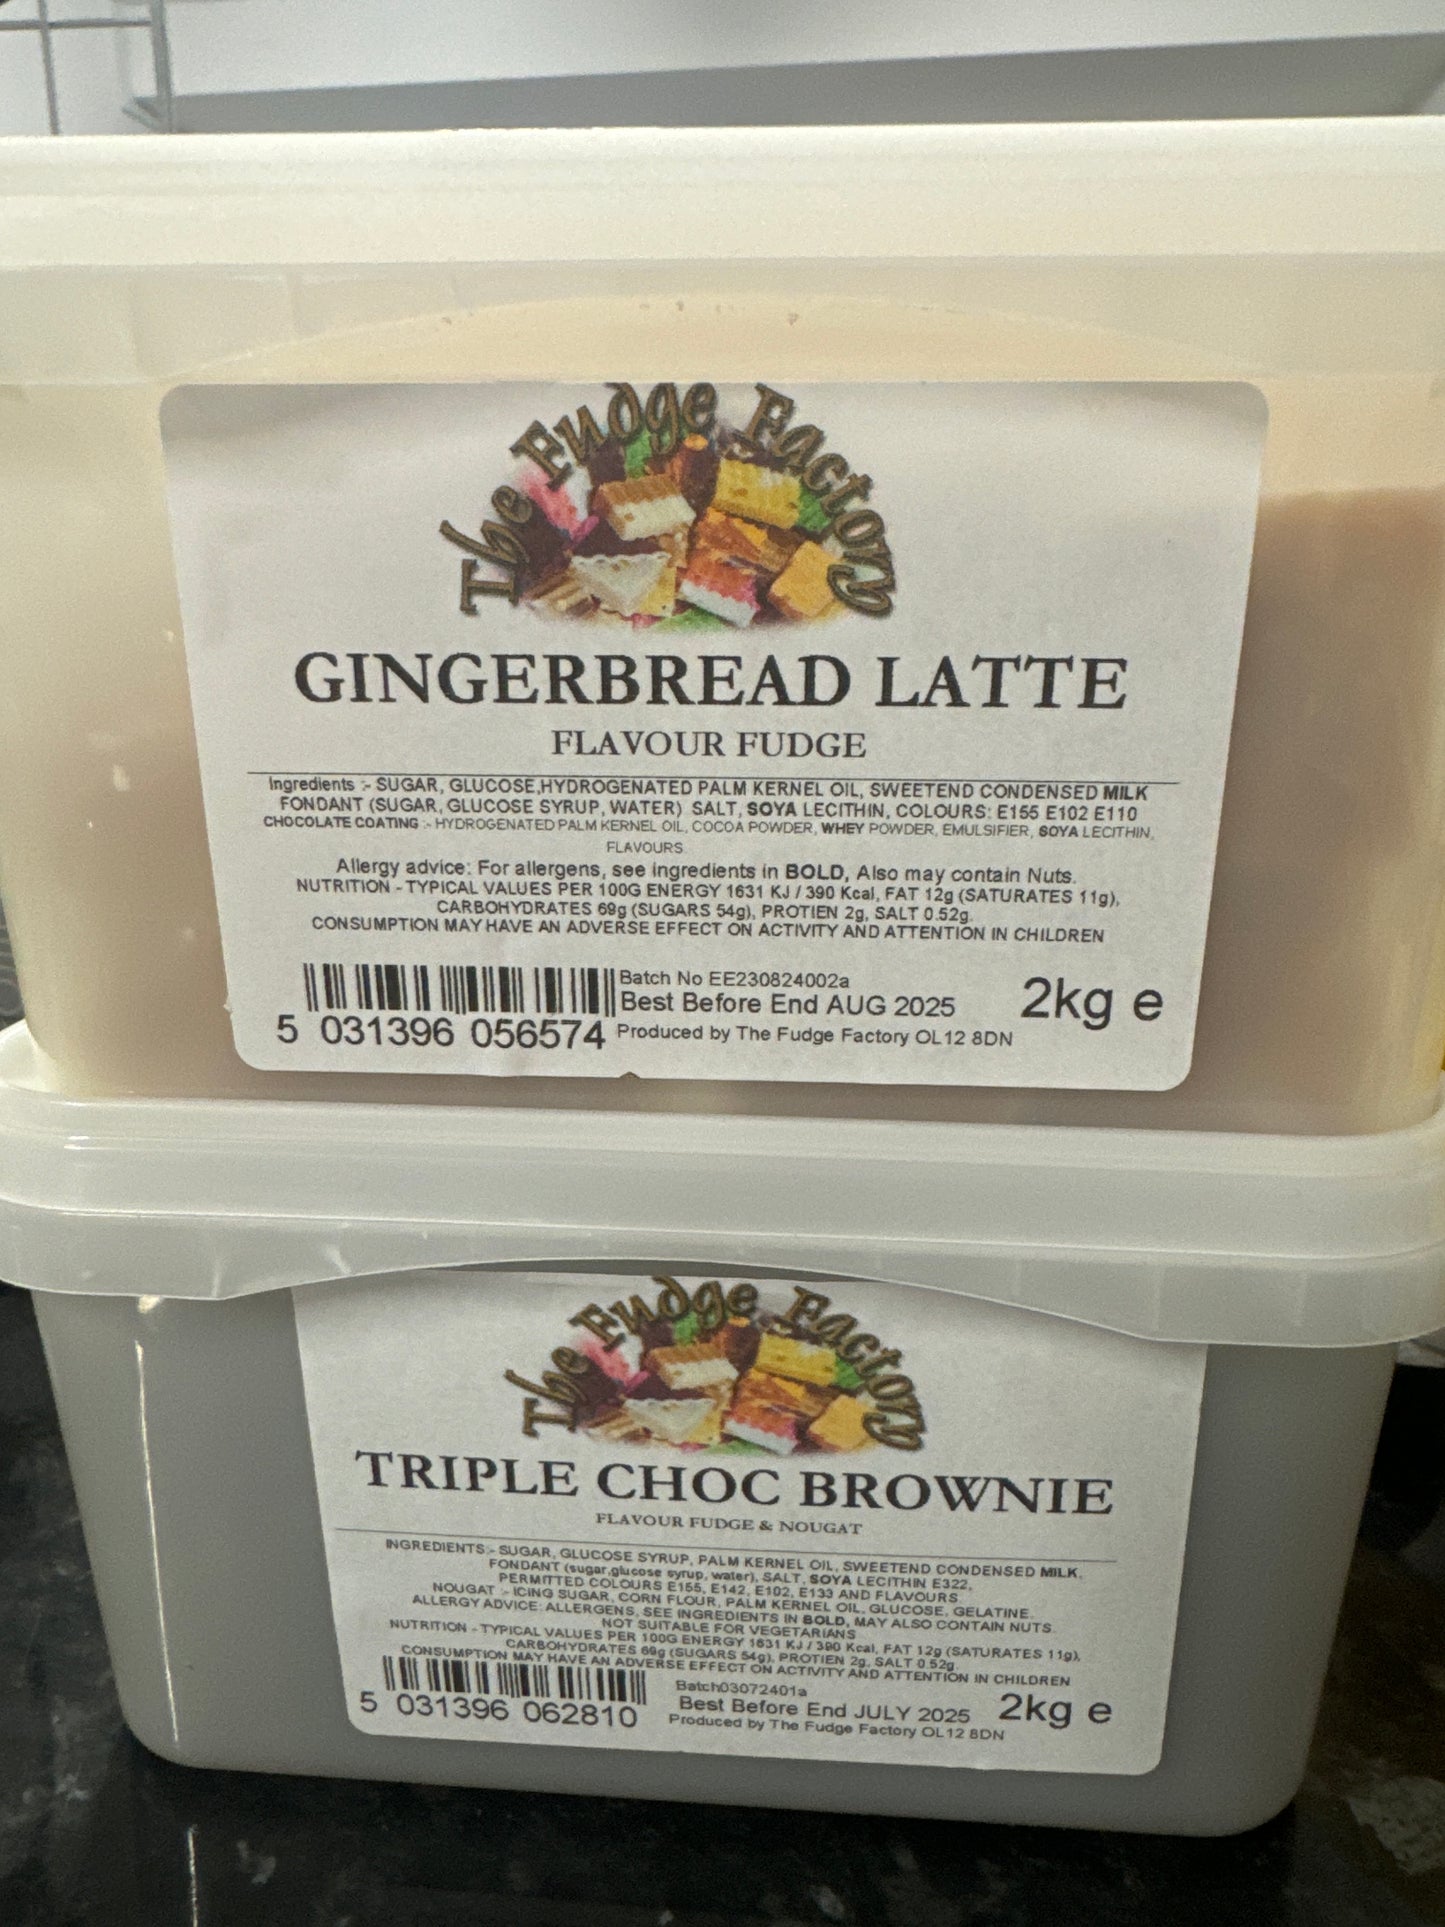 The Fudge Factory
GINGERBREAD LATTE
FLAVOUR FUDGE
Ingredients :- SUGAR, GLUCOSE,HYDROGENATED PALM KERNEL OIL, SWEETEND CONDENSED MILK
FONDANT (SUGAR, GLUCOSE SYRUP, WATER) SALT, SOYA LECITHIN, COLOURS: E155 E102 E110
CHOCOLATE COATING :- HYDROGENATED PALM KERNEL OIL, COCOA POWDER, WHEY POWDER, EMULSIFIER, SOYA LECITHIN,
FLAVOURS
Allergy advice: For allergens, see ingredients in BOLD, Also may contain Nuts.
NUTRITION - TYPICAL VALUES PER 100G ENERGY 1631 KJ / 390 Kcal, FAT 12g (SATURATES 11g),
CARBOHYDRATES 69g (SUGARS 54g), PROTIEN 2g, SALT 0.52g.
CONSUMPTION MAY HAVE AN ADVERSE EFFECT ON ACTIVITY AND ATTENTION IN CHILDREN
Batch No EE230824002a
Best Before End AUG 2025 2kg e
5 031396 056574 Produced by The Fudge Factory OL12 8DN
The Fudge Factory
TRIPLE CHOC BROWNIE
FLAVOUR FUDGE & NOUGAT
INGREDIENTS:- SUGAR, GLUCOSE SYRUP, PALM KERNEL OIL, SWEETEND CONDENSED MILK,
FONDANT (sugar,glucose syrup, water), SALT, SOYA LECITHIN E322,
PERMITTED COLOURS E155, E142, E102, E133 AND FLAVOURS
NOUGAT :- ICING SUGAR, CORN FLOUR, PALM KERNEL OIL, GLUCOSE, GELATINE,
ALLERGY ADVICE: ALLERGENS, SEE INGREDIENTS IN BOLD, MAY ALSO CONTAIN NUTS.
NOT SUITABLE FOR VEGETARIANS
NUTRITION - TYPICAL VALUES PER 100G ENERGY 1631 KJ / 390 Kcal, FAT 12g (SATURATES 11g),
CARBOHYDRATES 69g (SUGARS 54g), PROTIEN 2g, SALT 0.52g
CONSUMPTION MAY HAVE AN ADVERSE EFFECT ON ACTIVITY AND ATTENTION IN CHILDREN
Batch03072401a
Best Before End JULY 2025 2kg e
5 031396 062810 Produced by The Fudge Factory OL12 8DN